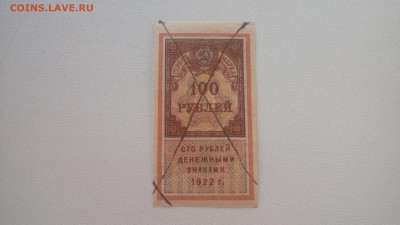 COINS.LAVE.RU
100
РУБЛЕЙ
СТО РУБЛЕЙ
ДЕНЕЖНЫМИ
ЗНАКАМИ
1922 г.